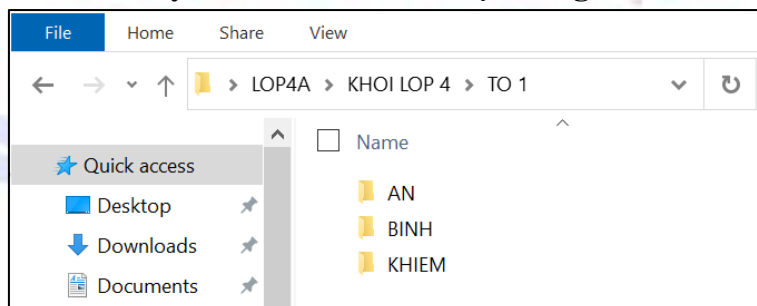 File Home Share View
LOP4A > KHOI LOP 4 > TO 1
Name
Quick access
Desktop
Downloads
Documents
AN
BINH
KHIEM